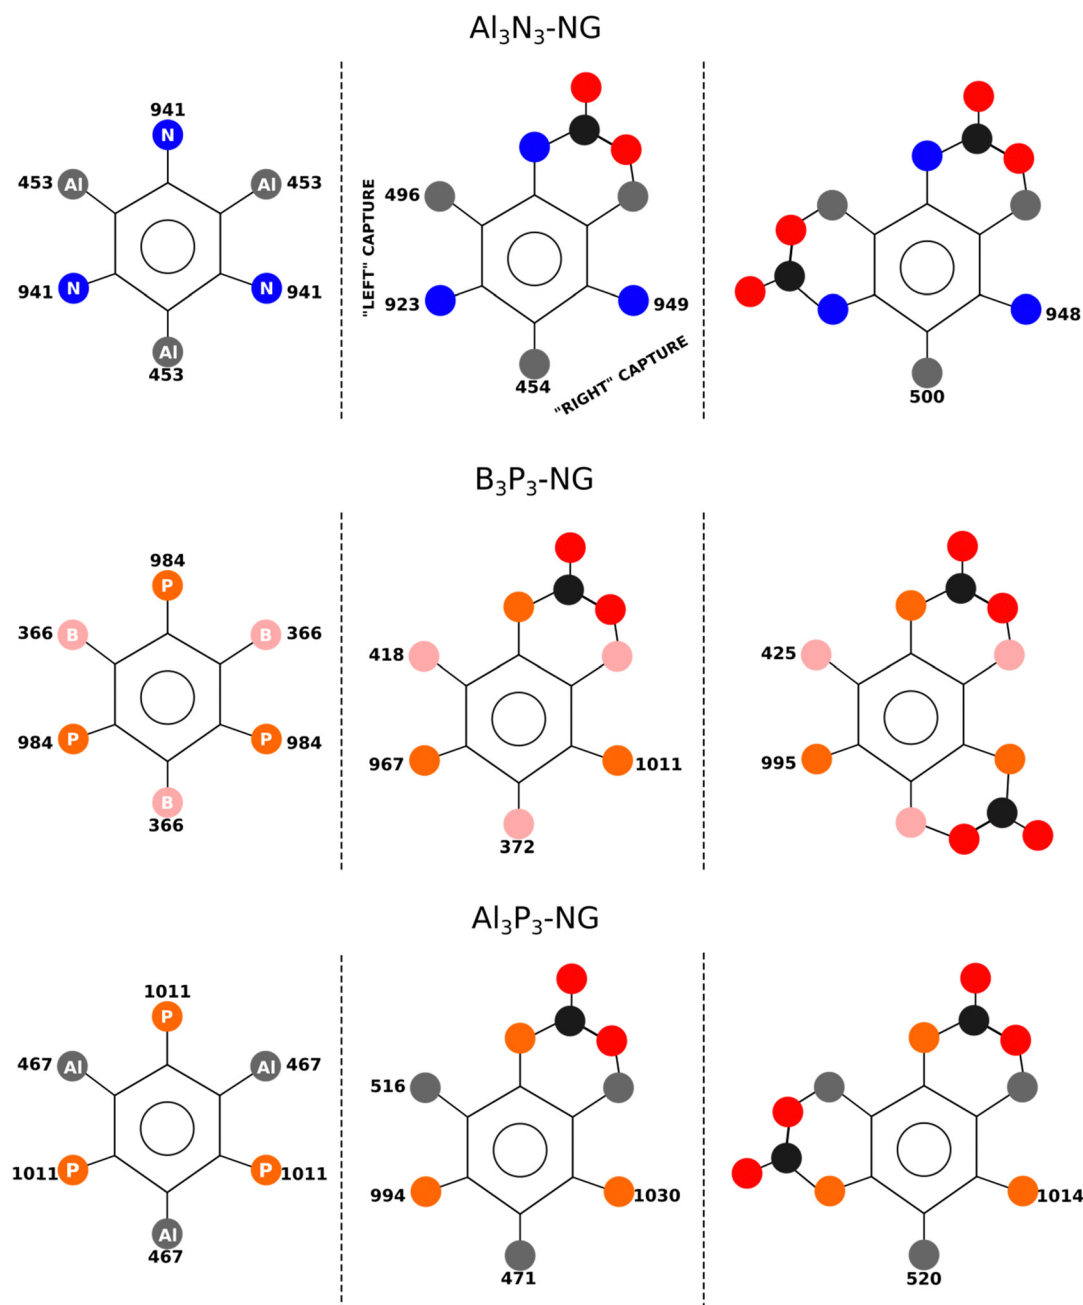 Al₃N₃-NG
941
N
453 Al Al 453
941 N N 941
Al
453
496
"LEFT" CAPTURE
923 949
454
"RIGHT" CAPTURE
948
500
B₃P₃-NG
984
P
366 B B 366
984 P P 984
B
366
418
967 1011
372
425
995
Al₃P₃-NG
1011
P
467 Al Al 467
1011 P P 1011
Al
467
516
994 1030
471
1014
520